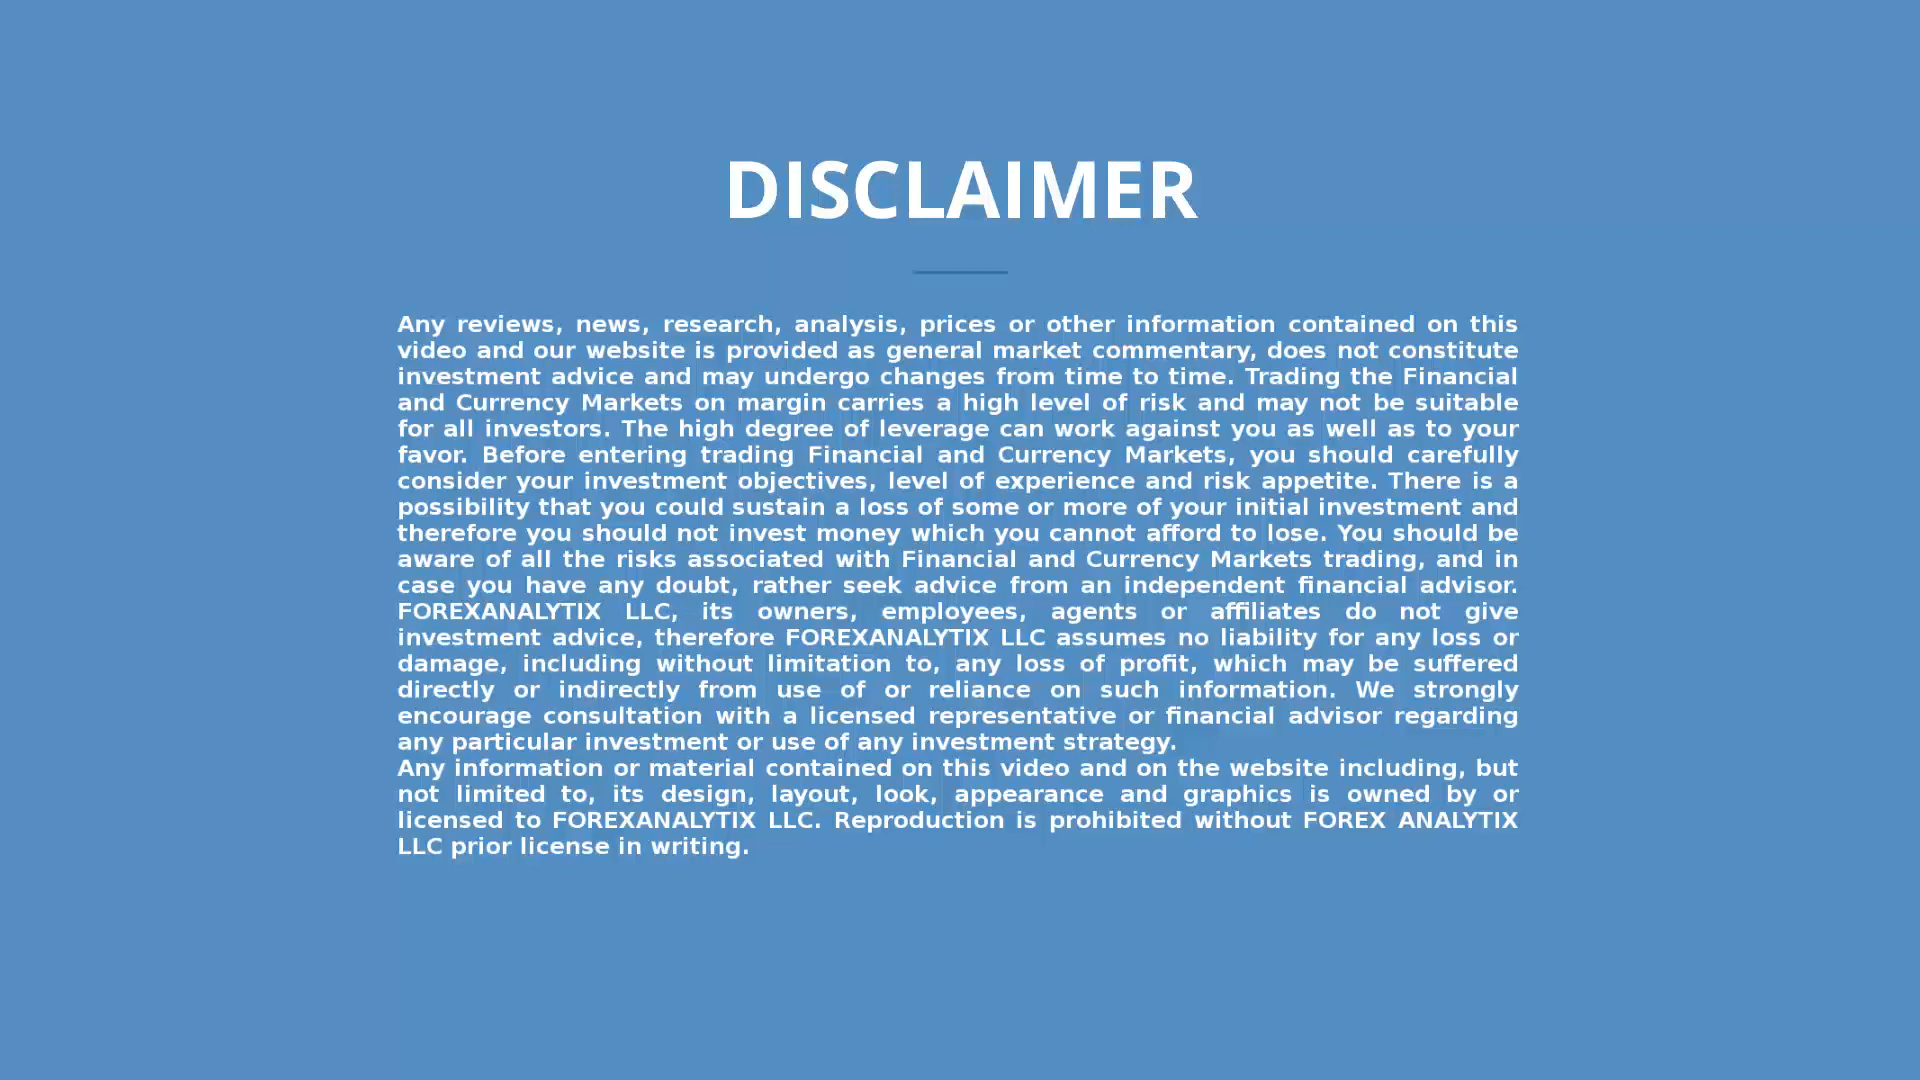 DISCLAIMER
Any reviews, news, research, analysis, prices or other information contained on this
video and our website is provided as general market commentary, does not constitute
investment advice and may undergo changes from time to time. Trading the Financial
and Currency Markets on margin carries a high level of risk and may not be suitable
for all investors. The high degree of leverage can work against you as well as to your
favor. Before entering trading Financial and Currency Markets, you should carefully
consider your investment objectives, level of experience and risk appetite. There is a
possibility that you could sustain a loss of some or more of your initial investment and
therefore you should not invest money which you cannot afford to lose. You should be
aware of all the risks associated with Financial and Currency Markets trading, and in
case you have any doubt, rather seek advice from an independent financial advisor.
FOREXANALYTIX LLC, its owners, employees, agents or affiliates do not give
investment advice, therefore FOREXANALYTIX LLC assumes no liability for any loss or
damage, including without limitation to, any loss of profit, which may be suffered
directly or indirectly from use of or reliance on such information. We strongly
encourage consultation with a licensed representative or financial advisor regarding
any particular investment or use of any investment strategy.
Any information or material contained on this video and on the website including, but
not limited to, its design, layout, look, appearance and graphics is owned by or
licensed to FOREXANALYTIX LLC. Reproduction is prohibited without FOREX ANALYTIX
LLC prior license in writing.